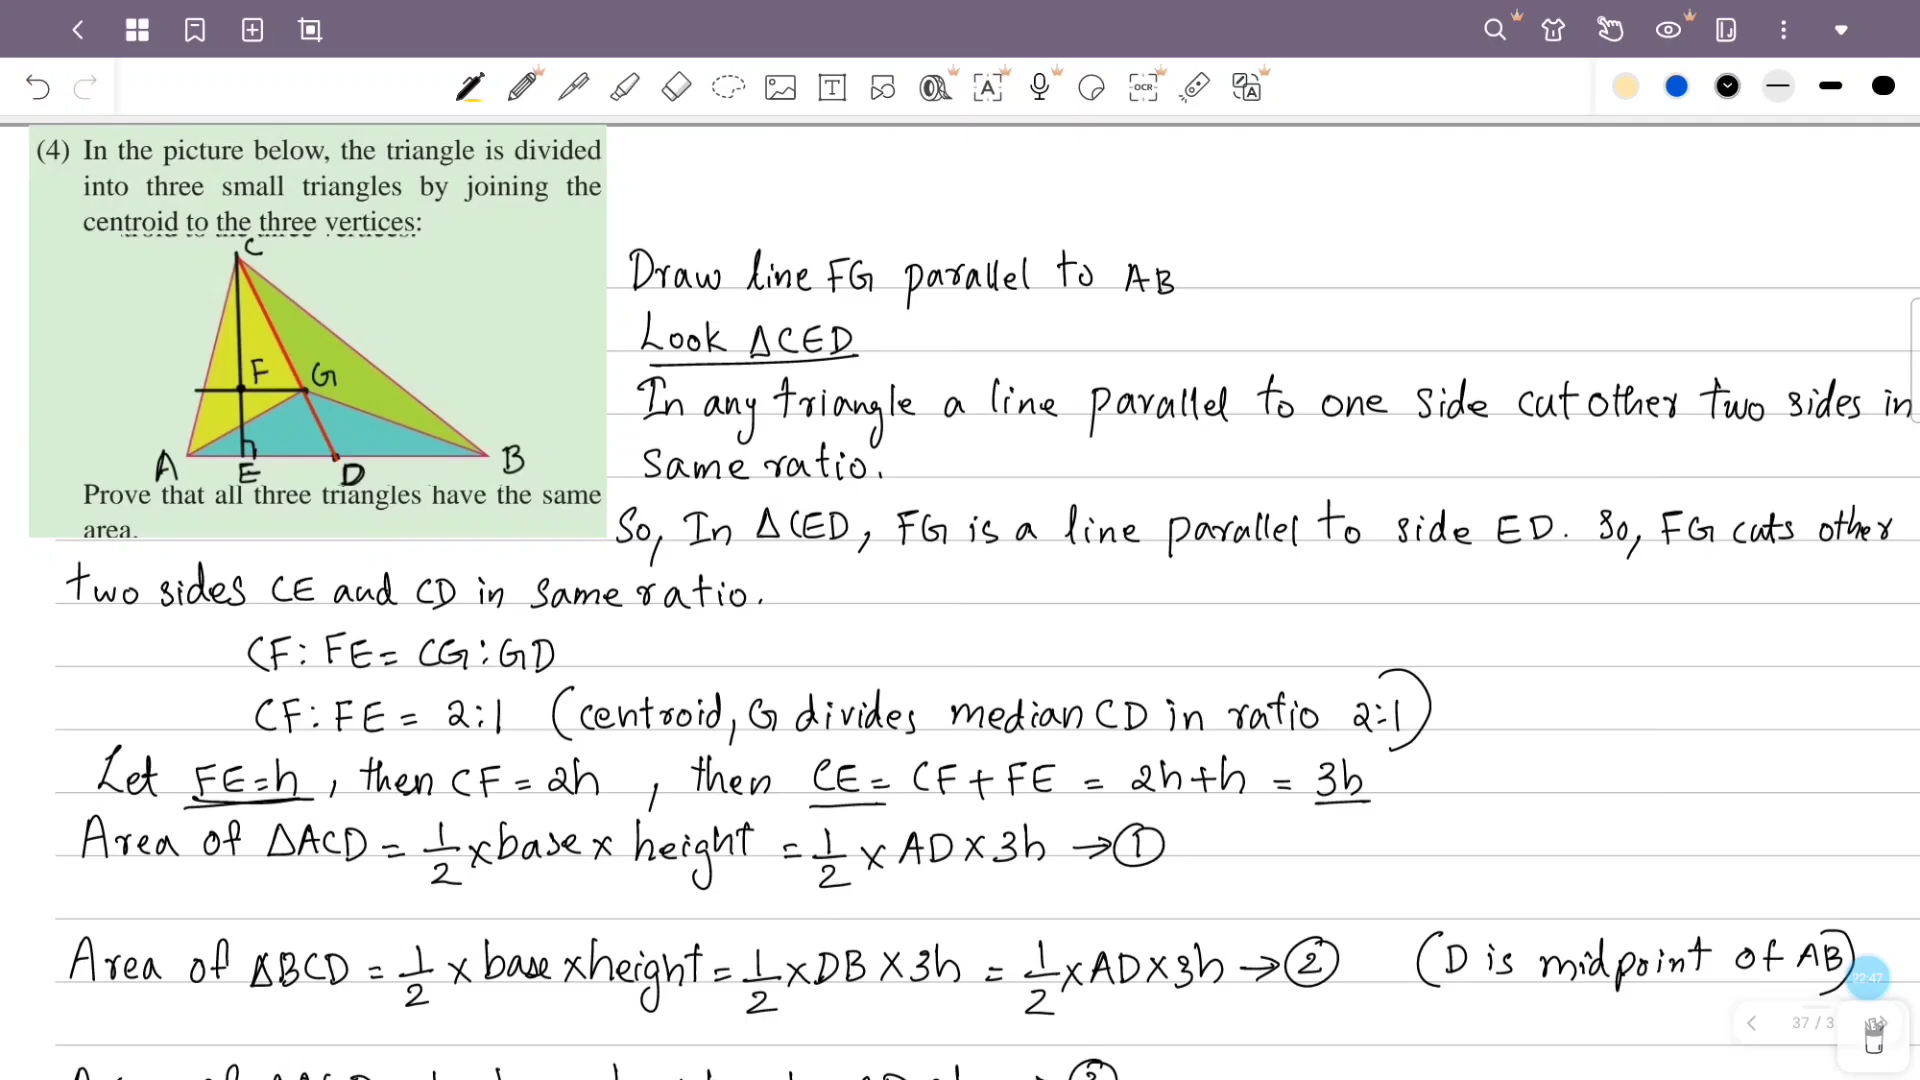 (4) In the picture below, the triangle is divided
into three small triangles by joining the
centroid to the three vertices:
C
F G
A E D B
Prove that all three triangles have the same
area.
Draw line FG parallel to AB
Look ΔCED
In any triangle a line parallel to one side cut other two sides in
same ratio.
So, In ΔCED, FG is a line parallel to side ED. So, FG cuts other
two sides CE and CD in same ratio.
CF: FE = CG:GD
CF: FE = 2:1 (centroid, G divides median CD in ratio 2:1)
Let FE=h, then CF = 2h, then CE = CF + FE = 2h+h = 3h
Area of ΔACD = 1/2 x base x height = 1/2 x AD x 3h → ①
Area of ΔBCD = 1/2 x base x height = 1/2 x DB x 3h = 1/2 x AD x 3h → ② (D is midpoint of AB)
22:47
37 / 3